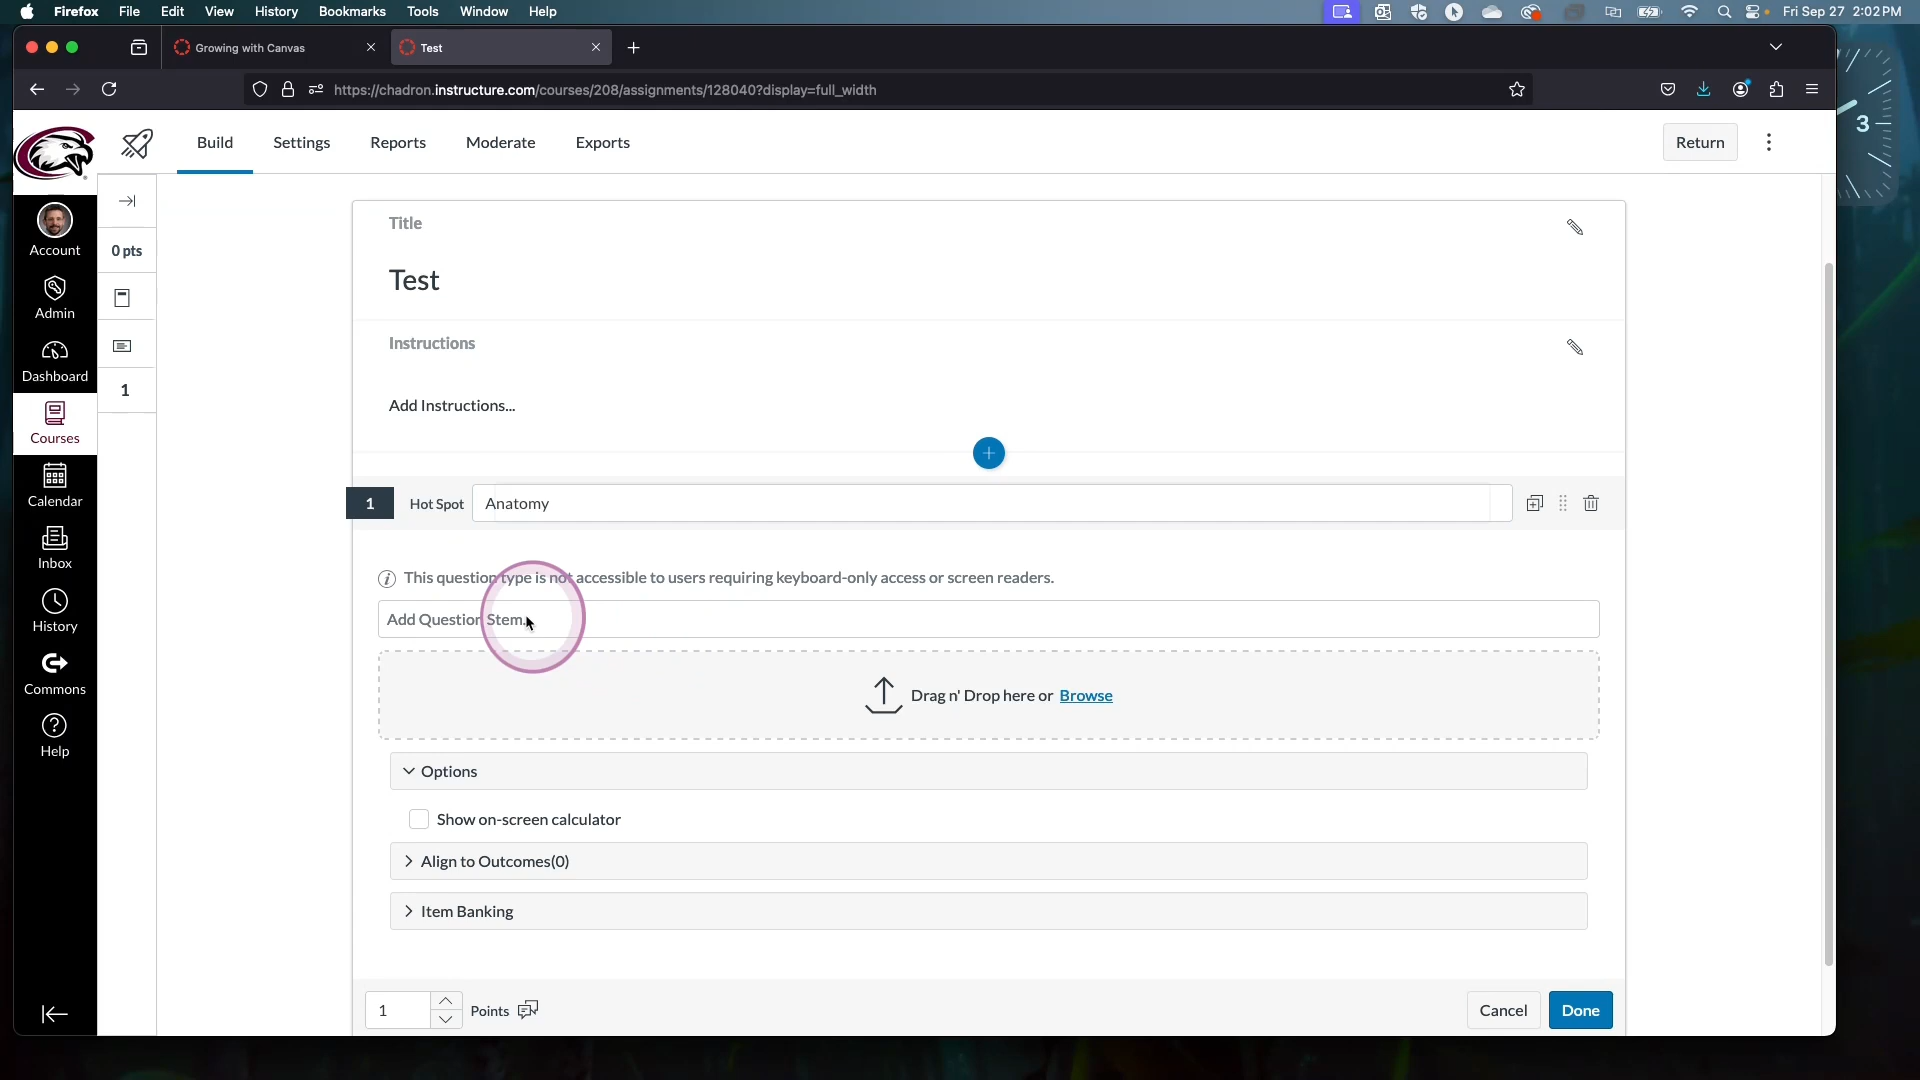 Firefox File Edit View History Bookmarks Tools Window Help Fri Sep 27 2:02 PM
Growing with Canvas
Test
https://chadron.instructure.com/courses/208/assignments/128040?display=full_width
3
Build Settings Reports Moderate Exports Return
Account
Admin
Dashboard
Courses
Calendar
Inbox
History
Commons
Help
0 pts
1
Title
Test
Instructions
Add Instructions...
1 Hot Spot Anatomy
This question type is not accessible to users requiring keyboard-only access or screen readers.
Add Question Stem...
Drag n' Drop here or Browse
Options
Show on-screen calculator
Align to Outcomes(0)
Item Banking
1 Points Cancel Done